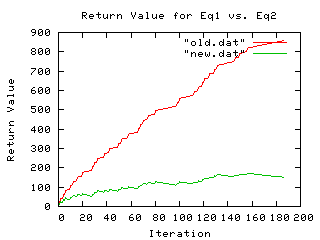 Return Value for Eq1 vs. Eq2
900
800
700
600
500
400
300
200
100
0
Return Value
"old.dat"
"new.dat"
0 20 40 60 80 100 120 140 160 180 200
Iteration